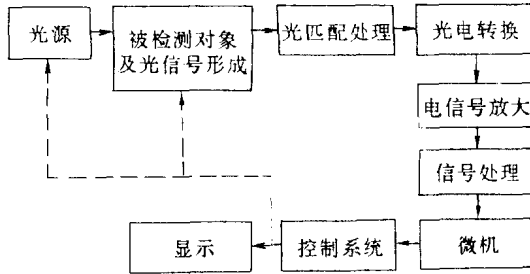 光源
被检测对象
及光信号形成
光匹配处理
光电转换
电信号放大
信号处理
微机
控制系统
显示